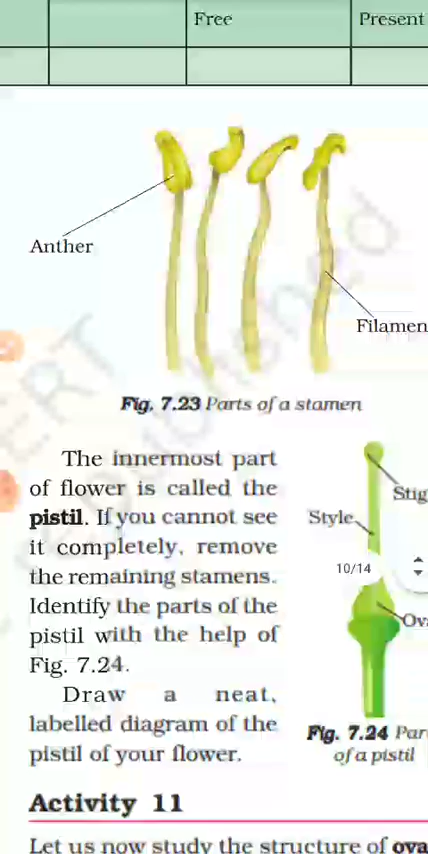 Free Present
Anther
Filamen
Fig. 7.23 Parts of a stamen
The innermost part
of flower is called the
pistil. If you cannot see
it completely, remove
the remaining stamens.
Identify the parts of the
pistil with the help of
Fig. 7.24.
Draw a neat,
labelled diagram of the
pistil of your flower.
Stig
Style
10/14
Ova
Fig. 7.24 Par
of a pistil
Activity 11
Let us now study the structure of ova